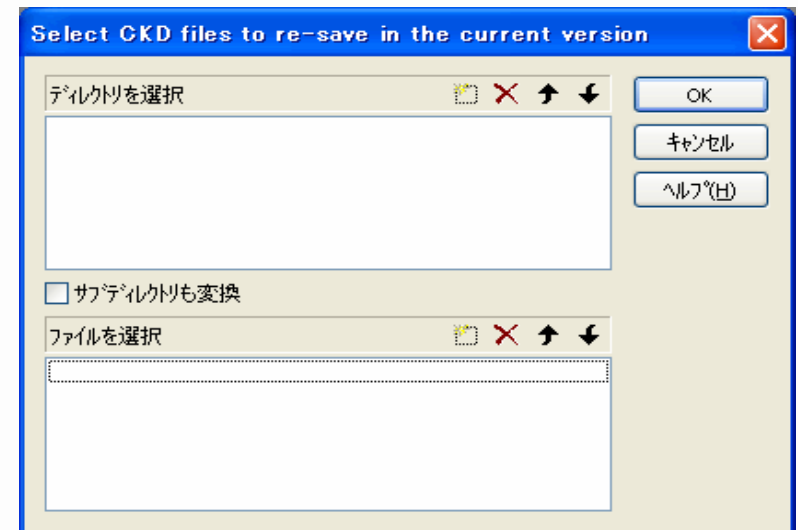 Select CKD files to re-save in the current version
ﾃﾞｨﾚｸﾄﾘを選択
OK
ｷｬﾝｾﾙ
ﾍﾙﾌﾟ(H)
ｻﾌﾞﾃﾞｨﾚｸﾄﾘも変換
ﾌｧｲﾙを選択